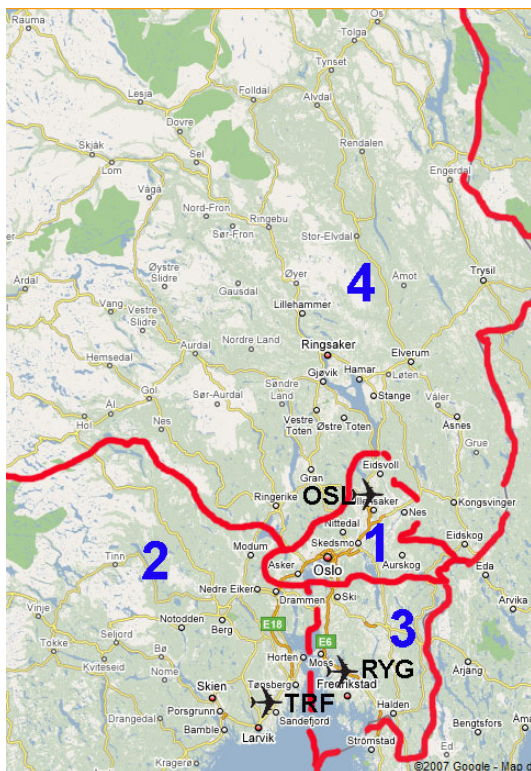 Rauma
Os
Tolga
Tynset
Lesja
Folldal
Alvdal
Dovre
Rendalen
Skjåk
Sel
Lom
Engerdal
Vågå
Nord-Fron
Ringebu
Sør-Fron
Stor-Elvdal
Øystre
Slidre
Øyer
4
Åmot
Trysil
Årdal
Gausdal
Vang
Vestre
Slidre
Lillehammer
Nordre Land
Ringsaker
Aurdal
Elverum
Hemsedal
Gjøvik
Hamar
Løten
Gol
Søndre
Land
Stange
Våler
Ål
Sør-Aurdal
Hol
Nes
Vestre
Toten
Østre Toten
Åsnes
Grue
Gran
Eidsvoll
OSL
Ringerike
Ullensaker
Nes
Kongsvinger
Nittedal
2
Modum
Skedsmo
1
Eidskog
Tinn
Asker
Oslo
Aurskog
Eda
Nedre Eiker
Drammen
Ski
Arvika
Vinje
Notodden
E18
3
Seljord
Berg
E6
Tokke
Bø
Horten
Moss
Kviteseid
Nome
RYG
Årjäng
Skien
Tønsberg
Fredrikstad
TRF
Porsgrunn
Drangedal
Sandefjord
Halden
Bamble
Larvik
Bengtsfors
Strömstad
Ed
Kragerø
©2007 Google - Map d